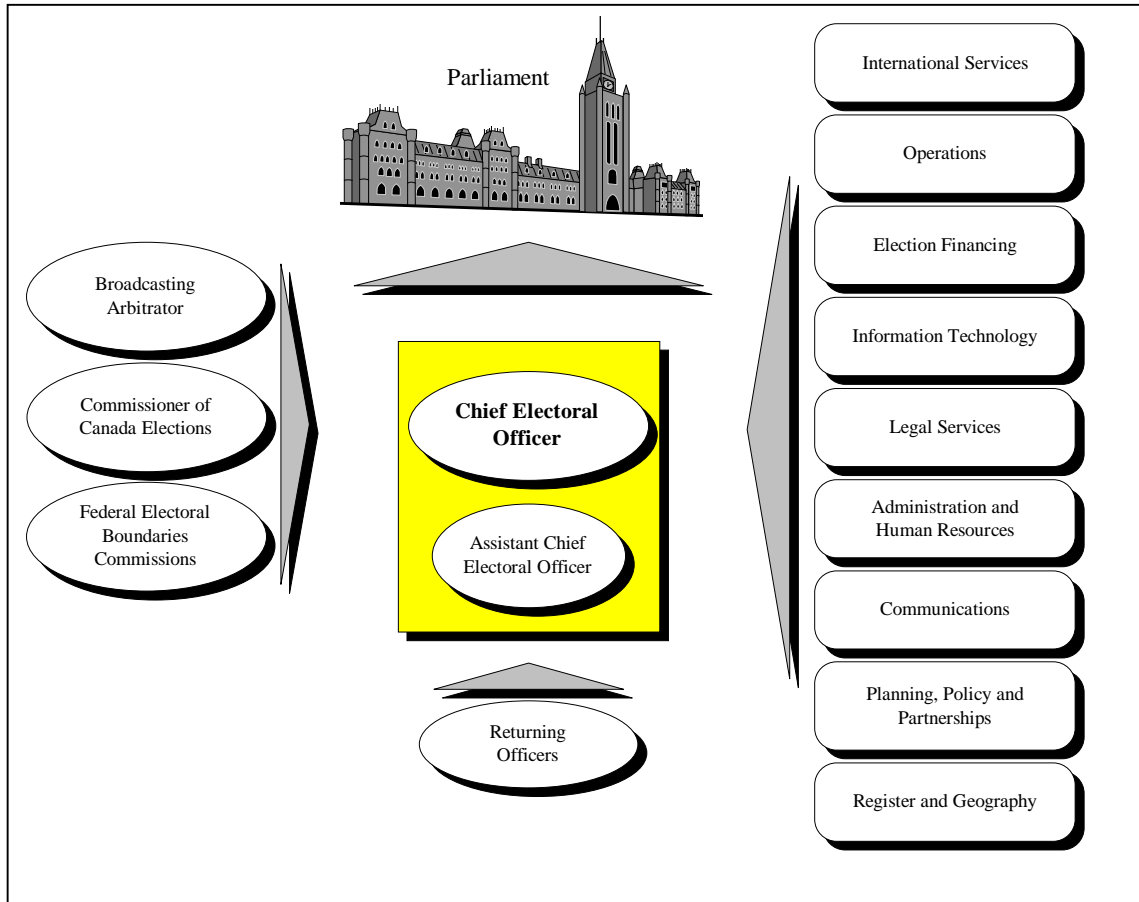 Parliament
Broadcasting
Arbitrator
Commissioner of
Canada Elections
Federal Electoral
Boundaries
Commissions
Chief Electoral
Officer
Assistant Chief
Electoral Officer
Returning
Officers
International Services
Operations
Election Financing
Information Technology
Legal Services
Administration and
Human Resources
Communications
Planning, Policy and
Partnerships
Register and Geography